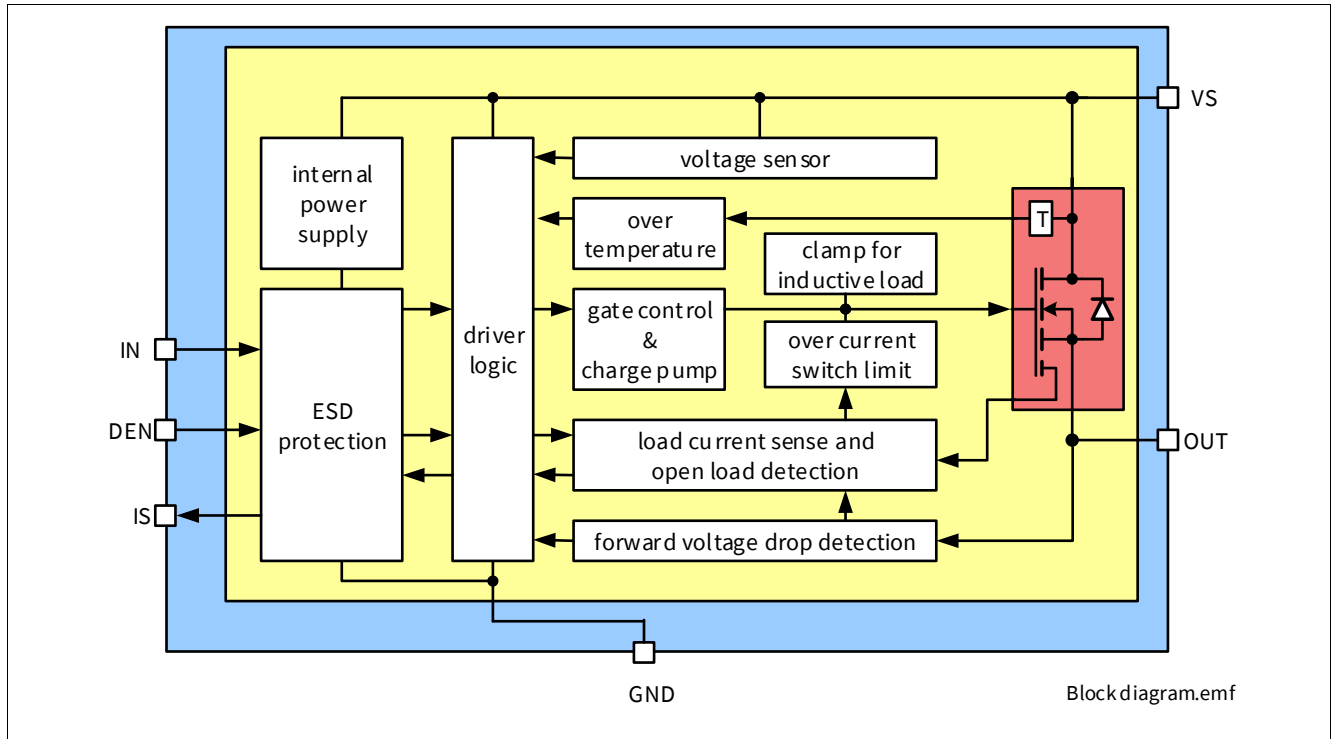 VS
voltage sensor
internal
power
supply
over
temperature
T
clamp for
inductive load
gate control
&
charge pump
over current
switch limit
driver
logic
IN
ESD
protection
DEN
load current sense and
open load detection
OUT
IS
forward voltage drop detection
GND
Block diagram.emf